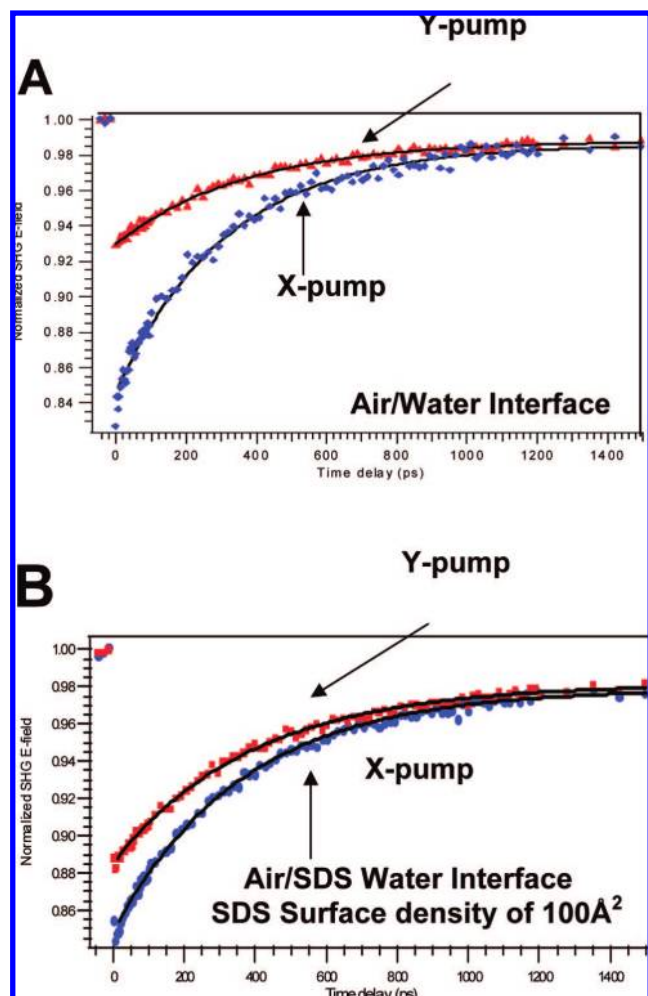 Y-pump
A
1.00
0.98
0.96
0.94
0.92
0.90
0.88
0.86
0.84
Normalized SHG E-field
X-pump
Air/Water Interface
0 200 400 600 800 1000 1200 1400
Time delay (ps)
Y-pump
B
1.00
0.98
0.96
0.94
0.92
0.90
0.88
0.86
Normalized SHG E-field
X-pump
Air/SDS Water Interface
SDS Surface density of 100Å²
0 200 400 600 800 1000 1200 1400
Time delay (ps)